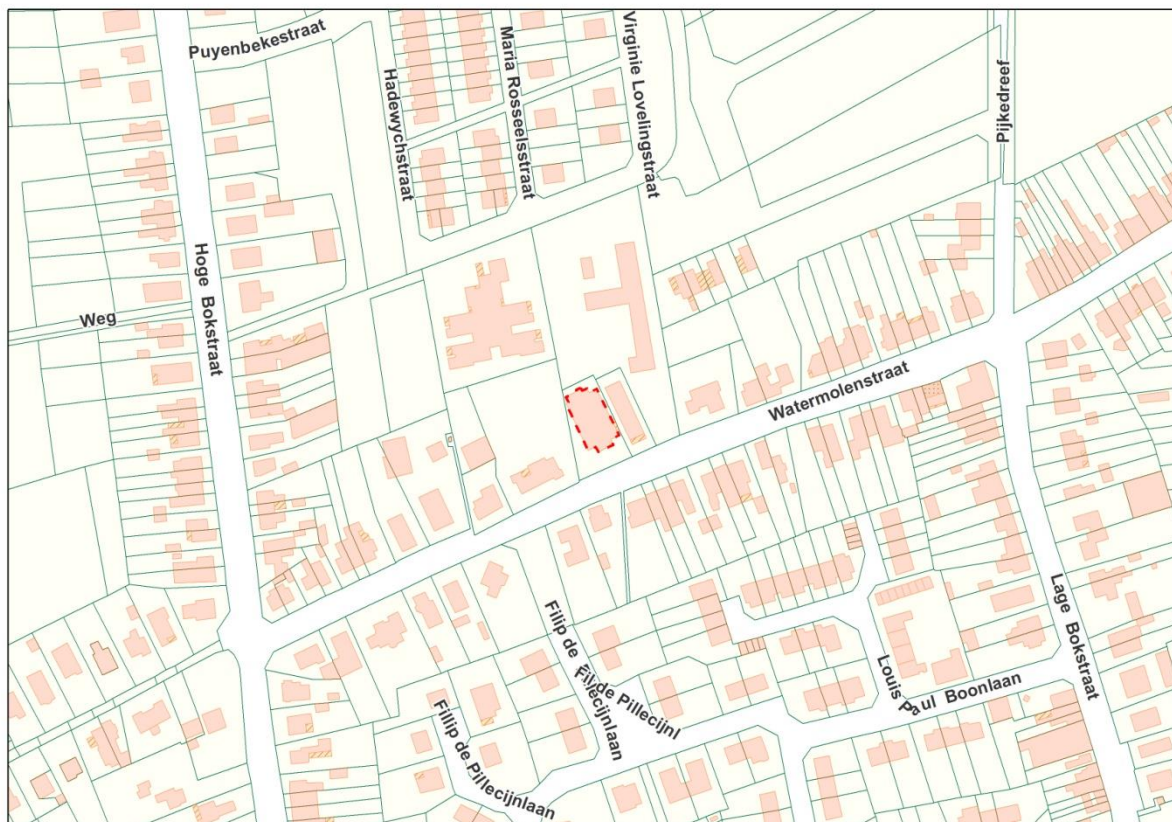 Puyenbekestraat
Hadewychstraat
Maria Rosseelsstraat
Virginie Lovelingstraat
Pijkedreef
Hoge Bokstraat
Weg
Watermolenstraat
Lage Bokstraat
Filip de Pillecijnlaan
Fil de Pillecijnl
Louis Paul Boonlaan
Fillip de Pillecijnlaan